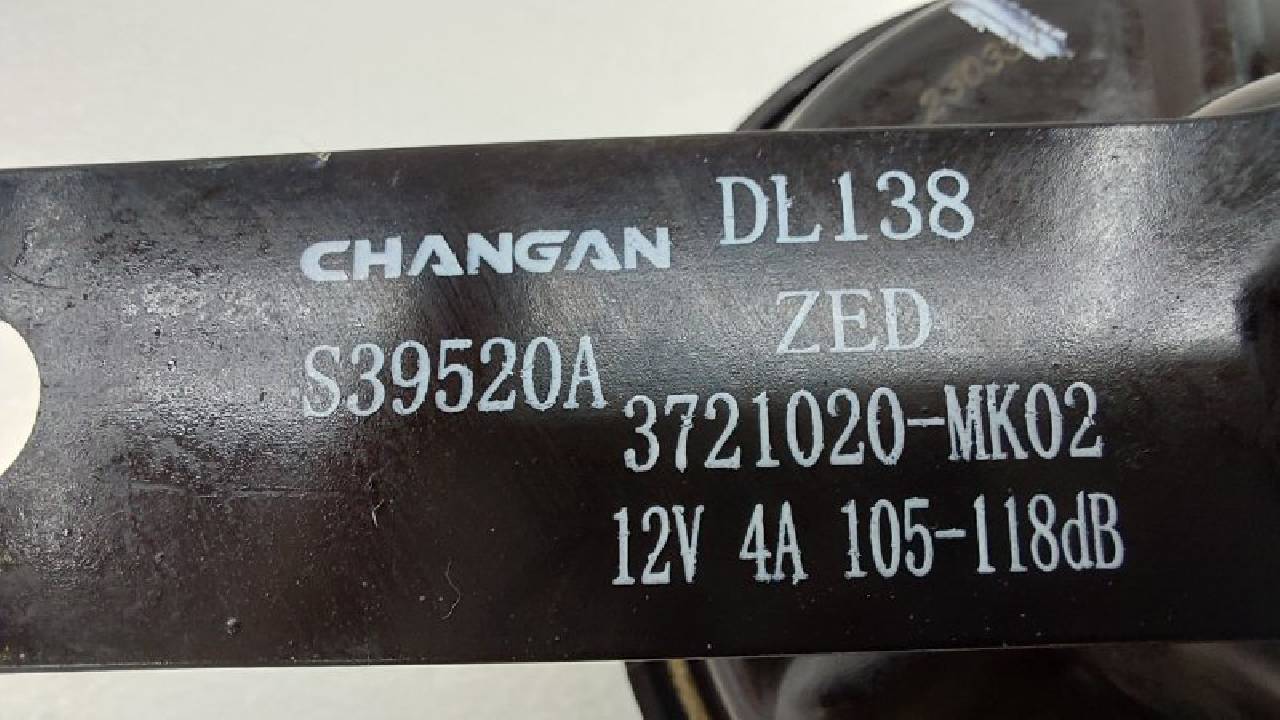 CHANGAN DL138
ZED
S39520A
3721020-MK02
12V 4A 105-118dB